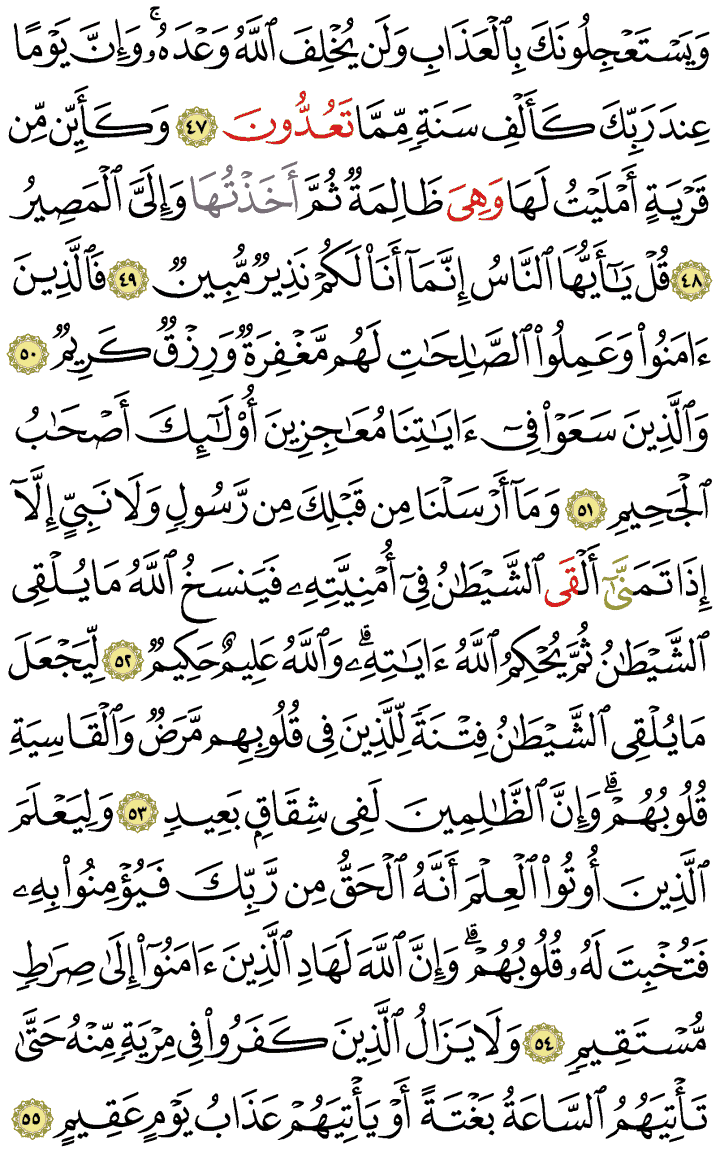 وَيَسْتَعْجِلُونَكَ بِٱلْعَذَابِ وَلَن يُخْلِفَ ٱللَّهُ وَعْدَهُۥ ۚ وَإِنَّ يَوْمًا
عِندَ رَبِّكَ كَأَلْفِ سَنَةٍ مِّمَّا تَعُدُّونَ ٤٧ وَكَأَيِّن مِّن
قَرْيَةٍ أَمْلَيْتُ لَهَا وَهِىَ ظَالِمَةٌ ثُمَّ أَخَذْتُهَا وَإِلَىَّ ٱلْمَصِيرُ
٤٨ قُلْ يَٰٓأَيُّهَا ٱلنَّاسُ إِنَّمَآ أَنَا۠ لَكُمْ نَذِيرٌ مُّبِينٌ ٤٩ فَٱلَّذِينَ
ءَامَنُوا۟ وَعَمِلُوا۟ ٱلصَّٰلِحَٰتِ لَهُم مَّغْفِرَةٌ وَرِزْقٌ كَرِيمٌ ٥٠
وَٱلَّذِينَ سَعَوْا۟ فِىٓ ءَايَٰتِنَا مُعَٰجِزِينَ أُو۟لَٰٓئِكَ أَصْحَٰبُ
ٱلْجَحِيمِ ٥١ وَمَآ أَرْسَلْنَا مِن قَبْلِكَ مِن رَّسُولٍ وَلَا نَبِىٍّ إِلَّآ
إِذَا تَمَنَّىٰٓ أَلْقَى ٱلشَّيْطَٰنُ فِىٓ أُمْنِيَّتِهِۦ فَيَنسَخُ ٱللَّهُ مَا يُلْقِى
ٱلشَّيْطَٰنُ ثُمَّ يُحْكِمُ ٱللَّهُ ءَايَٰتِهِۦ ۗ وَٱللَّهُ عَلِيمٌ حَكِيمٌ ٥٢ لِّيَجْعَلَ
مَا يُلْقِى ٱلشَّيْطَٰنُ فِتْنَةً لِّلَّذِينَ فِى قُلُوبِهِم مَّرَضٌ وَٱلْقَاسِيَةِ
قُلُوبُهُمْ ۗ وَإِنَّ ٱلظَّٰلِمِينَ لَفِى شِقَاقٍۭ بَعِيدٍ ٥٣ وَلِيَعْلَمَ
ٱلَّذِينَ أُوتُوا۟ ٱلْعِلْمَ أَنَّهُ ٱلْحَقُّ مِن رَّبِّكَ فَيُؤْمِنُوا۟ بِهِۦ
فَتُخْبِتَ لَهُۥ قُلُوبُهُمْ ۗ وَإِنَّ ٱللَّهَ لَهَادِ ٱلَّذِينَ ءَامَنُوٓا۟ إِلَىٰ صِرَٰطٍ
مُّسْتَقِيمٍ ٥٤ وَلَا يَزَالُ ٱلَّذِينَ كَفَرُوا۟ فِى مِرْيَةٍ مِّنْهُ حَتَّىٰ
تَأْتِيَهُمُ ٱلسَّاعَةُ بَغْتَةً أَوْ يَأْتِيَهُمْ عَذَابُ يَوْمٍ عَقِيمٍ ٥٥